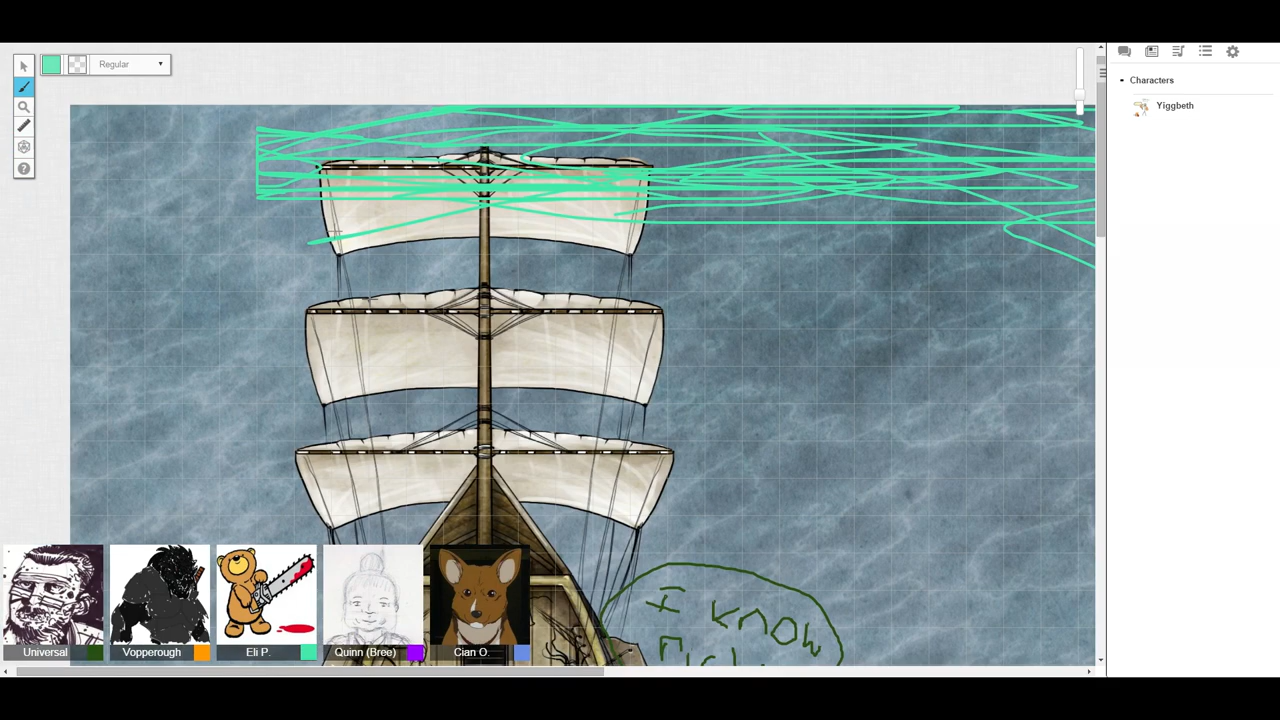 Regular
Characters
Yiggbeth
I KNOW
Universal
Vopperough
Eli P.
Quinn (Bree)
Cian O.